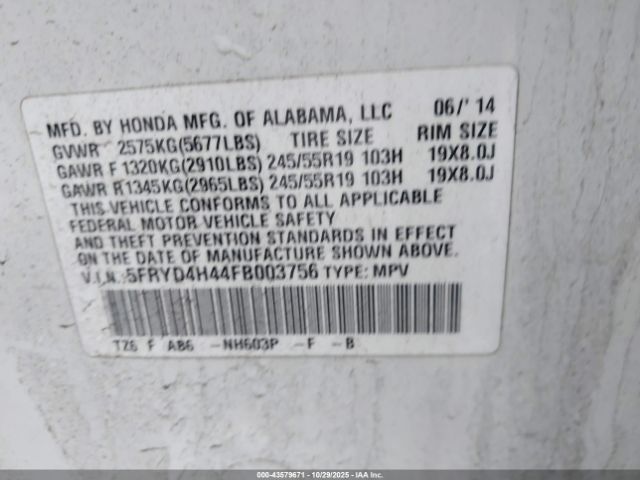 MFD. BY HONDA MFG. OF ALABAMA, LLC 06/'14
GVWR 2575KG(5677LBS) TIRE SIZE RIM SIZE
GAWR F 1320KG(2910LBS) 245/55R19 103H 19X8.0J
GAWR R1345KG(2965LBS) 245/55R19 103H 19X8.0J
THIS VEHICLE CONFORMS TO ALL APPLICABLE
FEDERAL MOTOR VEHICLE SAFETY
AND THEFT PREVENTION STANDARDS IN EFFECT
ON THE DATE OF MANUFACTURE SHOWN ABOVE.
V.I.N.:5FRYD4H44FB003756 TYPE: MPV
TZ6 F AB6 -NH603P -F -B
000-43579671 - 10/29/2025 - IAA Inc.